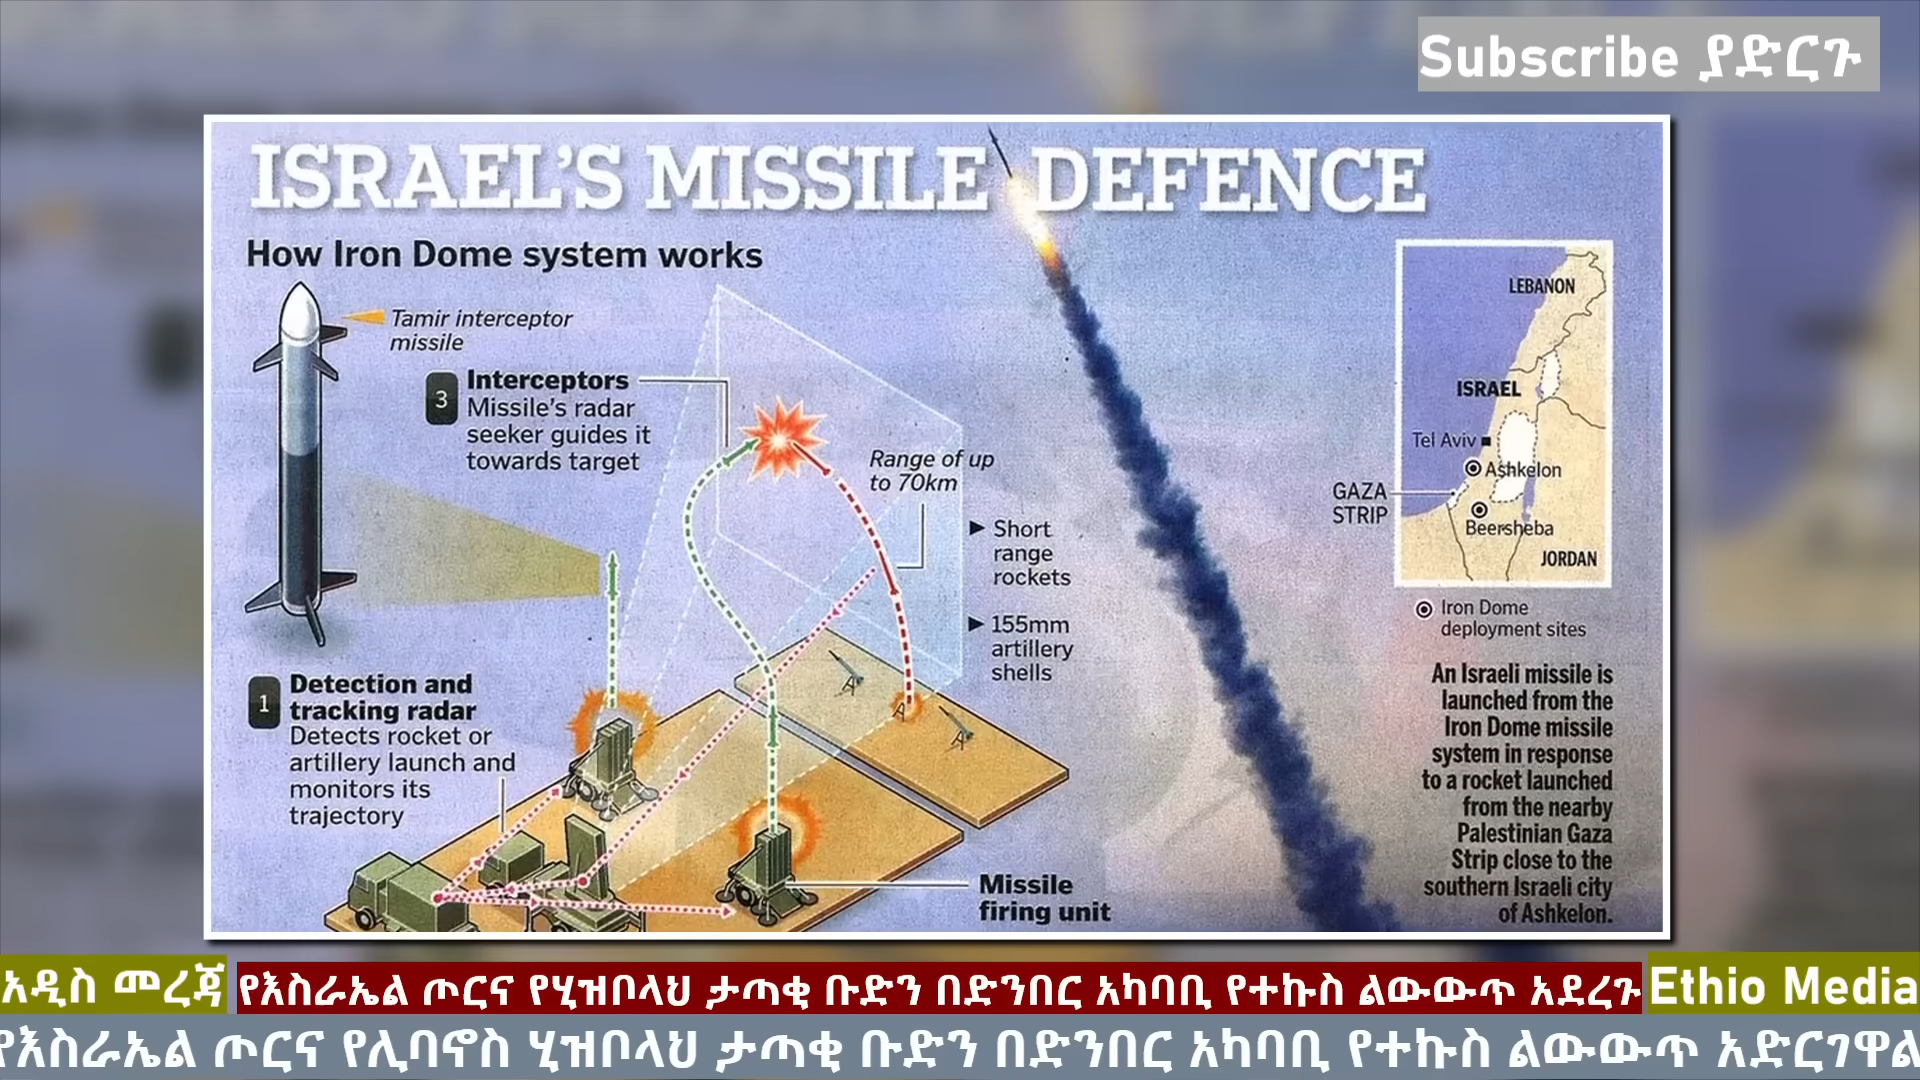 Subscribe ያድርጉ
ISRAEL'S MISSILE DEFENCE
How Iron Dome system works
Tamir interceptor
missile
3
Interceptors
Missile's radar
seeker guides it
towards target
Range of up
to 70km
Short
range
rockets
155mm
artillery
shells
1
Detection and
tracking radar
Detects rocket or
artillery launch and
monitors its
trajectory
Missile
firing unit
LEBANON
ISRAEL
Tel Aviv
Ashkelon
GAZA
STRIP
Beersheba
JORDAN
Iron Dome
deployment sites
An Israeli missile is
launched from the
Iron Dome missile
system in response
to a rocket launched
from the nearby
Palestinian Gaza
Strip close to the
southern Israeli city
of Ashkelon.
አዲስ መረጃ
የእስራኤል ጦርና የሂዝቦላህ ታጣቂ ቡድን በድንበር አካባቢ የተኩስ ልውውጥ አደረጉ
Ethio Media
የእስራኤል ጦርና የሊባኖስ ሂዝቦላህ ታጣቂ ቡድን በድንበር አካባቢ የተኩስ ልውውጥ አድርገዋል